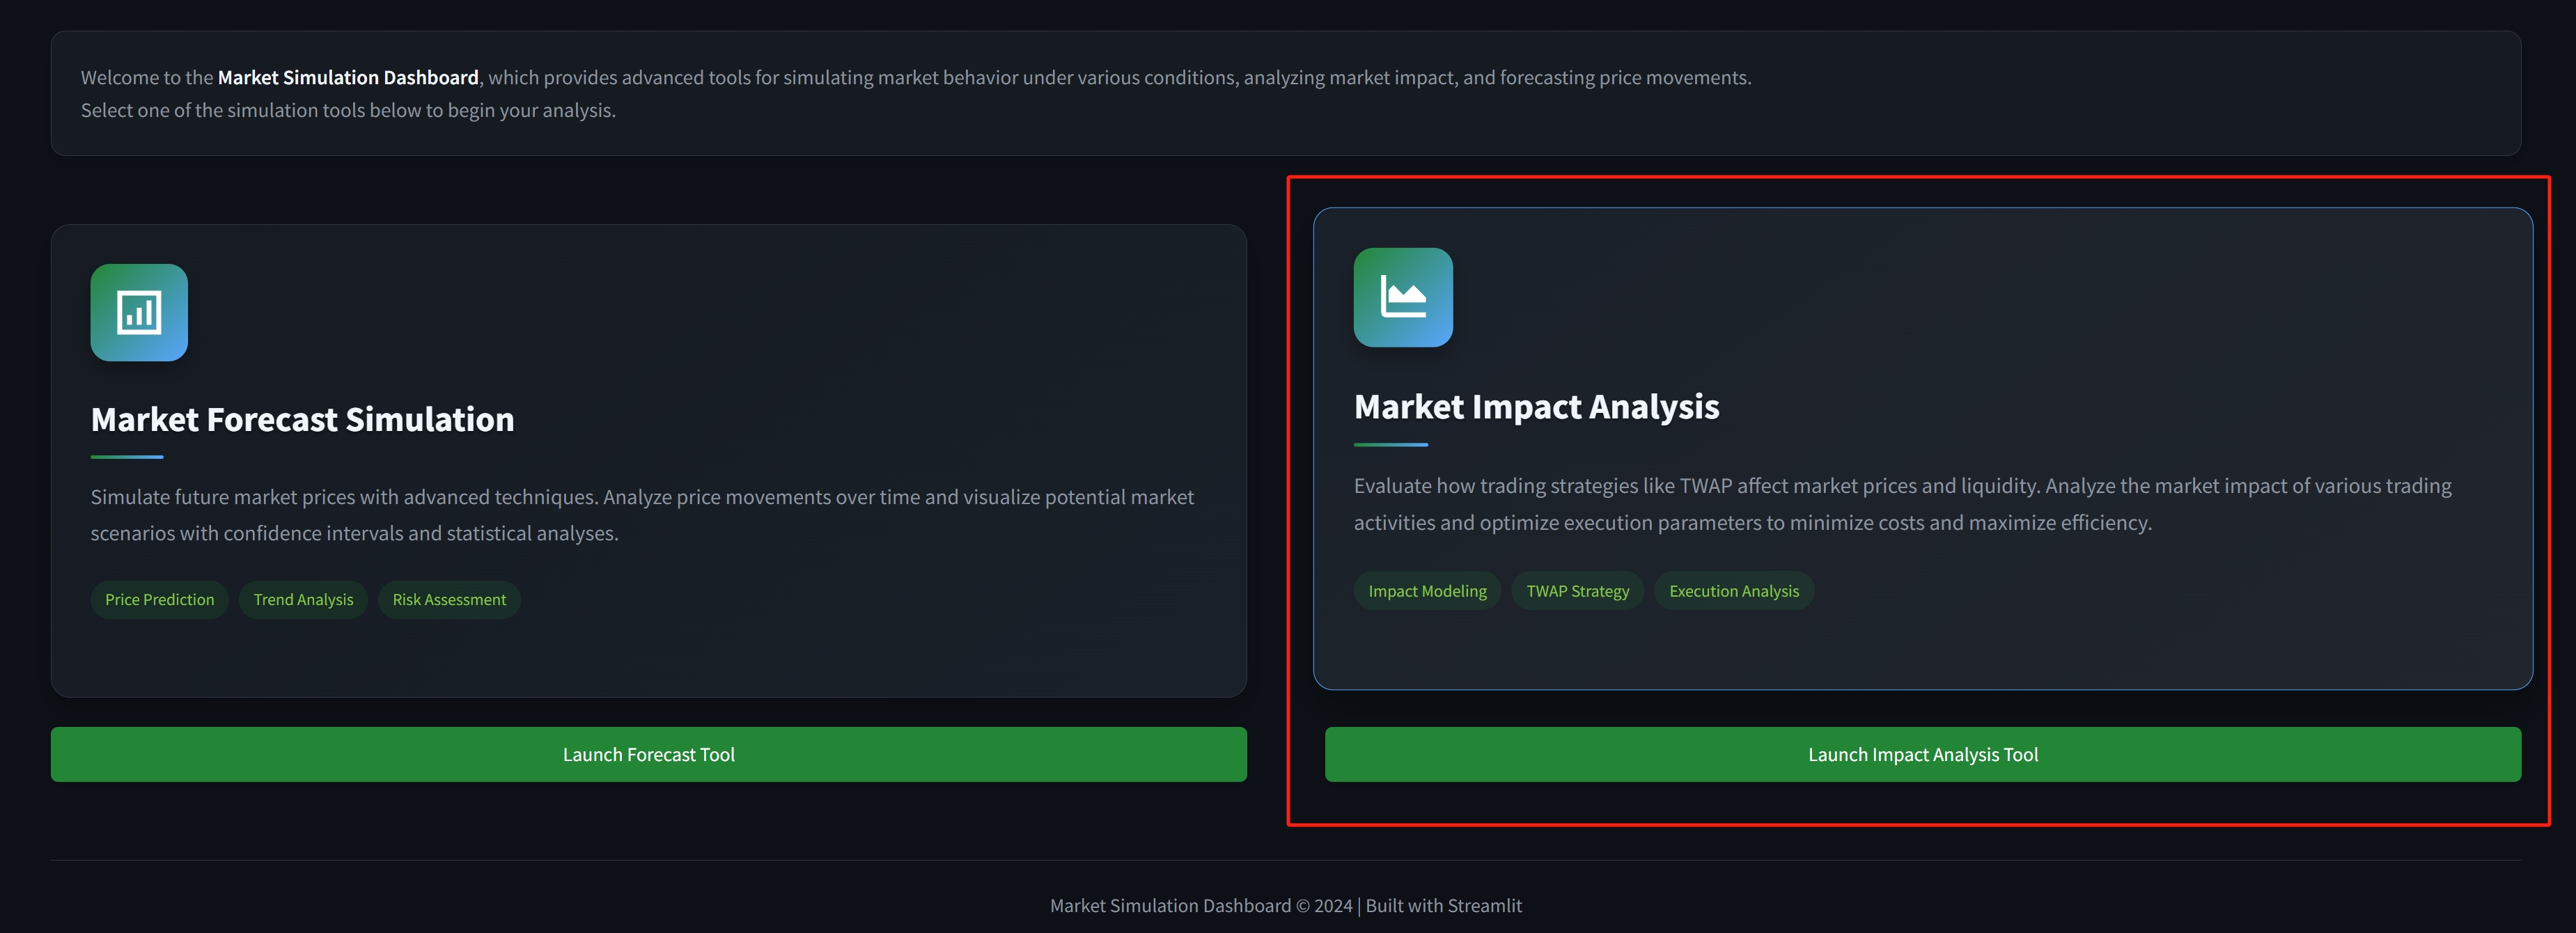 Welcome to the Market Simulation Dashboard, which provides advanced tools for simulating market behavior under various conditions, analyzing market impact, and forecasting price movements.
Select one of the simulation tools below to begin your analysis.
Market Forecast Simulation
Simulate future market prices with advanced techniques. Analyze price movements over time and visualize potential market
scenarios with confidence intervals and statistical analyses.
Price Prediction
Trend Analysis
Risk Assessment
Launch Forecast Tool
Market Impact Analysis
Evaluate how trading strategies like TWAP affect market prices and liquidity. Analyze the market impact of various trading
activities and optimize execution parameters to minimize costs and maximize efficiency.
Impact Modeling
TWAP Strategy
Execution Analysis
Launch Impact Analysis Tool
Market Simulation Dashboard © 2024 | Built with Streamlit